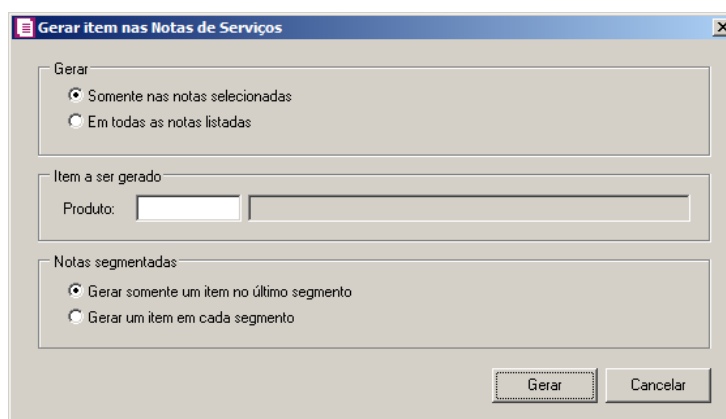 Gerar item nas Notas de Serviços
Gerar
Somente nas notas selecionadas
Em todas as notas listadas
Item a ser gerado
Produto:
Notas segmentadas
Gerar somente um item no último segmento
Gerar um item em cada segmento
Gerar Cancelar